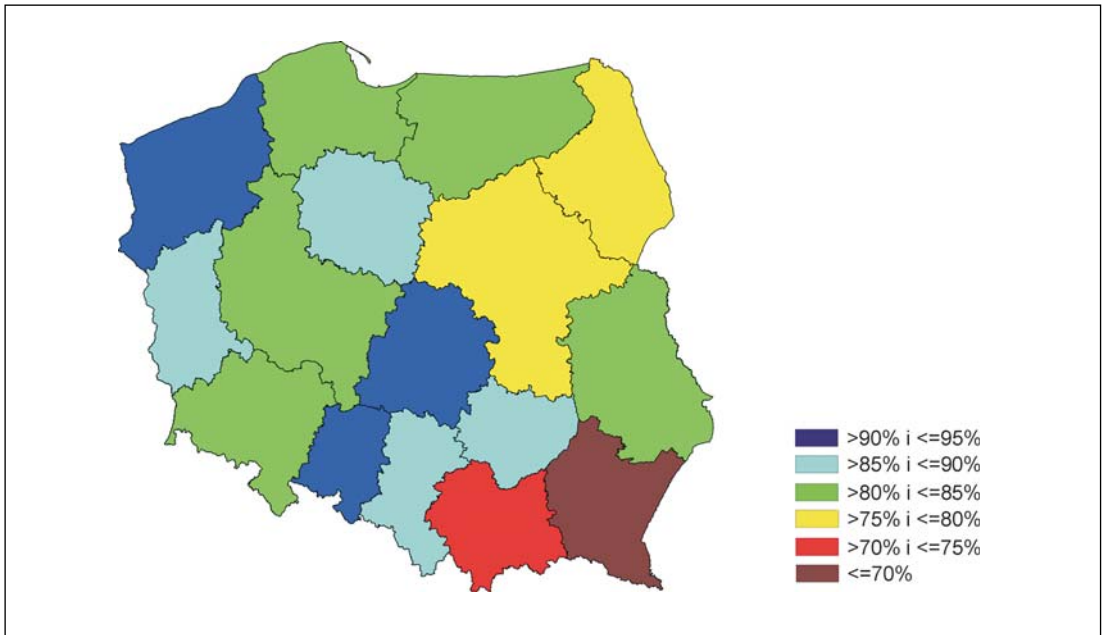 >90% i <=95%
>85% i <=90%
>80% i <=85%
>75% i <=80%
>70% i <=75%
<=70%